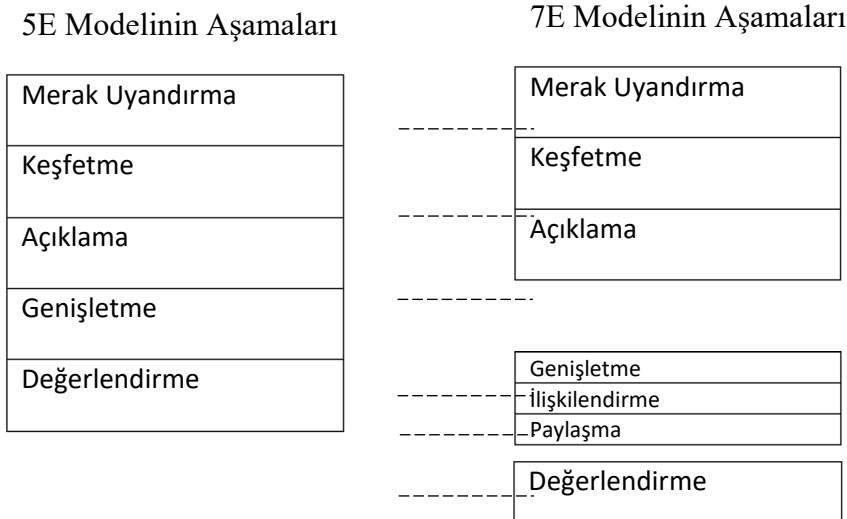 5E Modelinin Aşamaları
Merak Uyandırma
Keşfetme
Açıklama
Genişletme
Değerlendirme
7E Modelinin Aşamaları
Merak Uyandırma
Keşfetme
Açıklama
Genişletme
İlişkilendirme
Paylaşma
Değerlendirme